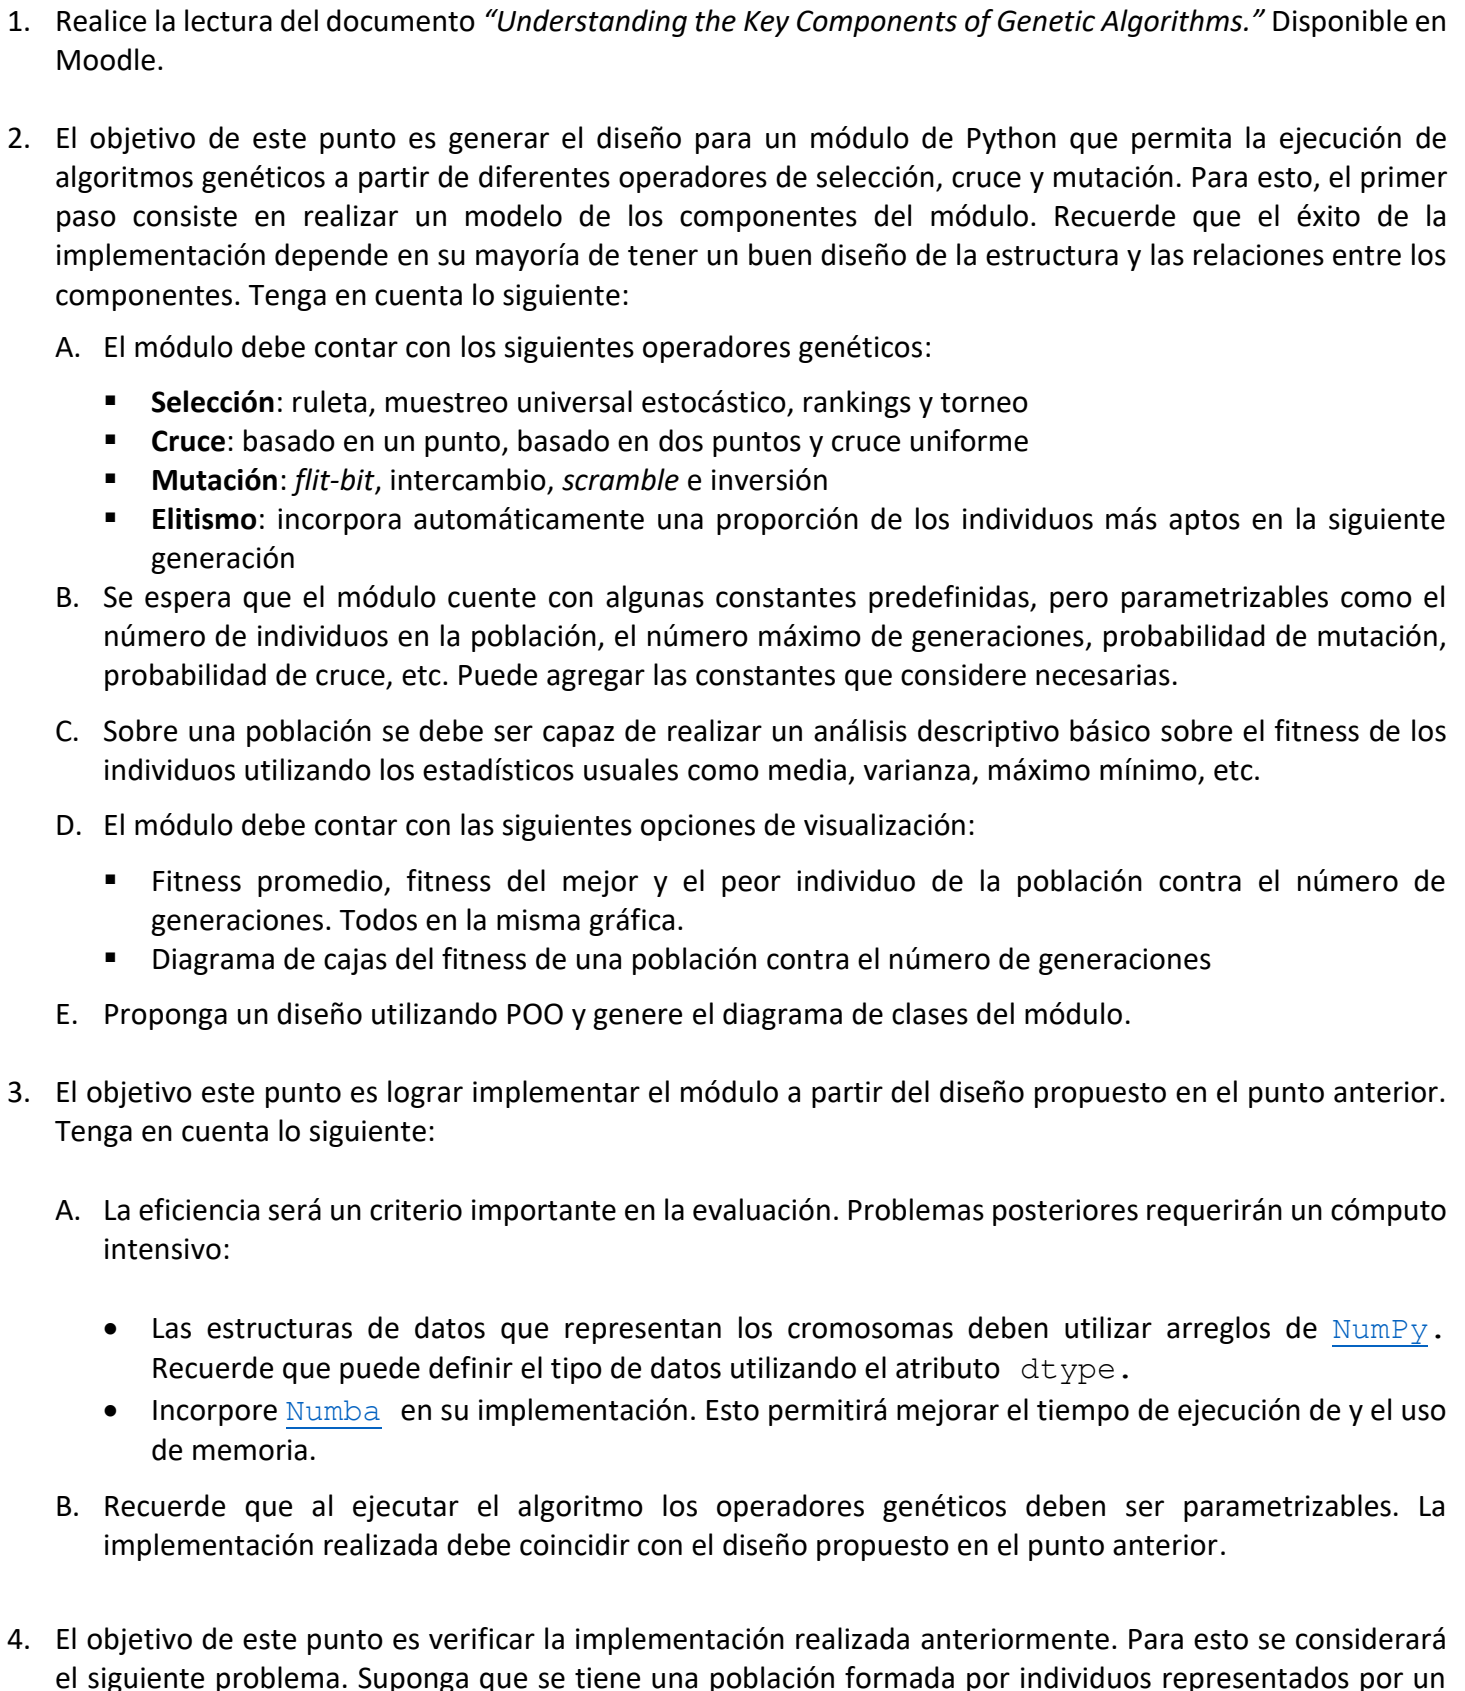 1. Realice la lectura del documento “Understanding the Key Components of Genetic Algorithms.” Disponible en
Moodle.
2. El objetivo de este punto es generar el diseño para un módulo de Python que permita la ejecución de
algoritmos genéticos a partir de diferentes operadores de selección, cruce y mutación. Para esto, el primer
paso consiste en realizar un modelo de los componentes del módulo. Recuerde que el éxito de la
implementación depende en su mayoría de tener un buen diseño de la estructura y las relaciones entre los
componentes. Tenga en cuenta lo siguiente:
A. El módulo debe contar con los siguientes operadores genéticos:
▪ Selección: ruleta, muestreo universal estocástico, rankings y torneo
▪ Cruce: basado en un punto, basado en dos puntos y cruce uniforme
▪ Mutación: flit-bit, intercambio, scramble e inversión
▪ Elitismo: incorpora automáticamente una proporción de los individuos más aptos en la siguiente
generación
B. Se espera que el módulo cuente con algunas constantes predefinidas, pero parametrizables como el
número de individuos en la población, el número máximo de generaciones, probabilidad de mutación,
probabilidad de cruce, etc. Puede agregar las constantes que considere necesarias.
C. Sobre una población se debe ser capaz de realizar un análisis descriptivo básico sobre el fitness de los
individuos utilizando los estadísticos usuales como media, varianza, máximo mínimo, etc.
D. El módulo debe contar con las siguientes opciones de visualización:
▪ Fitness promedio, fitness del mejor y el peor individuo de la población contra el número de
generaciones. Todos en la misma gráfica.
▪ Diagrama de cajas del fitness de una población contra el número de generaciones
E. Proponga un diseño utilizando POO y genere el diagrama de clases del módulo.
3. El objetivo este punto es lograr implementar el módulo a partir del diseño propuesto en el punto anterior.
Tenga en cuenta lo siguiente:
A. La eficiencia será un criterio importante en la evaluación. Problemas posteriores requerirán un cómputo
intensivo:
• Las estructuras de datos que representan los cromosomas deben utilizar arreglos de NumPy.
Recuerde que puede definir el tipo de datos utilizando el atributo dtype.
• Incorpore Numba en su implementación. Esto permitirá mejorar el tiempo de ejecución de y el uso
de memoria.
B. Recuerde que al ejecutar el algoritmo los operadores genéticos deben ser parametrizables. La
implementación realizada debe coincidir con el diseño propuesto en el punto anterior.
4. El objetivo de este punto es verificar la implementación realizada anteriormente. Para esto se considerará
el siguiente problema. Suponga que se tiene una población formada por individuos representados por un